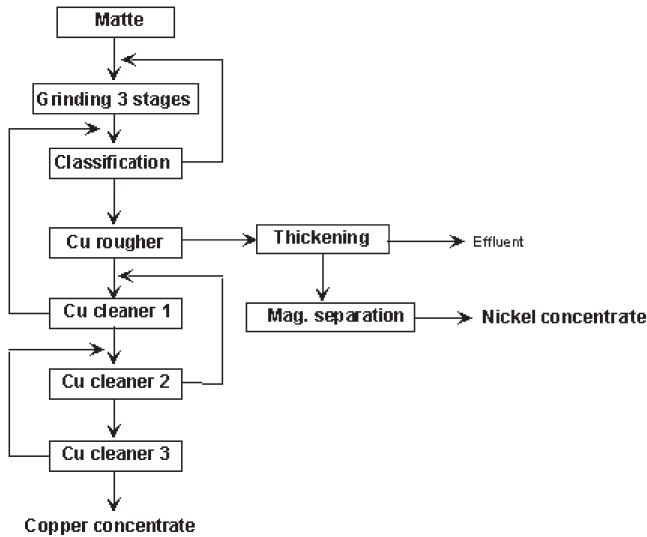 Matte
Grinding 3 stages
Classification
Cu rougher
Thickening
Effluent
Cu cleaner 1
Mag. separation
Nickel concentrate
Cu cleaner 2
Cu cleaner 3
Copper concentrate